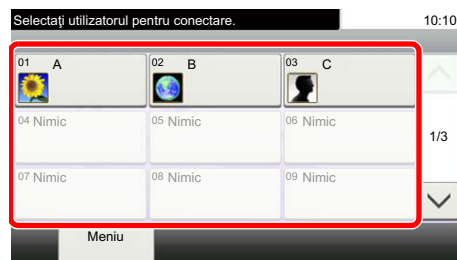 Selectaţi utilizatorul pentru conectare. 10:10
01 A 02 B 03 C
04 Nimic 05 Nimic 06 Nimic
1/3
07 Nimic 08 Nimic 09 Nimic
Meniu